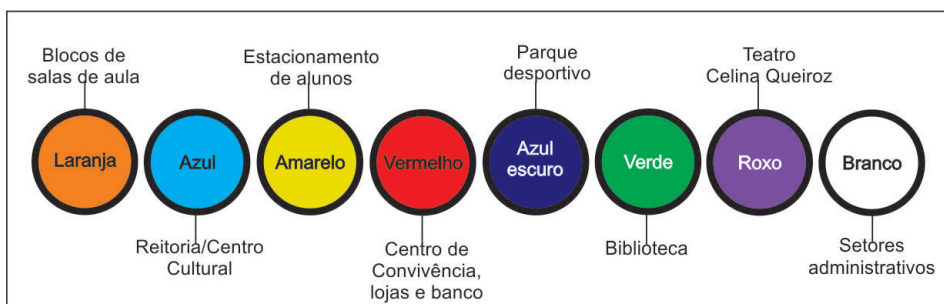 Blocos de
salas de aula
Laranja
Azul
Reitoria/Centro
Cultural
Estacionamento
de alunos
Amarelo
Vermelho
Centro de
Convivência,
lojas e banco
Parque
desportivo
Azul
escuro
Verde
Biblioteca
Teatro
Celina Queiroz
Roxo
Branco
Setores
administrativos